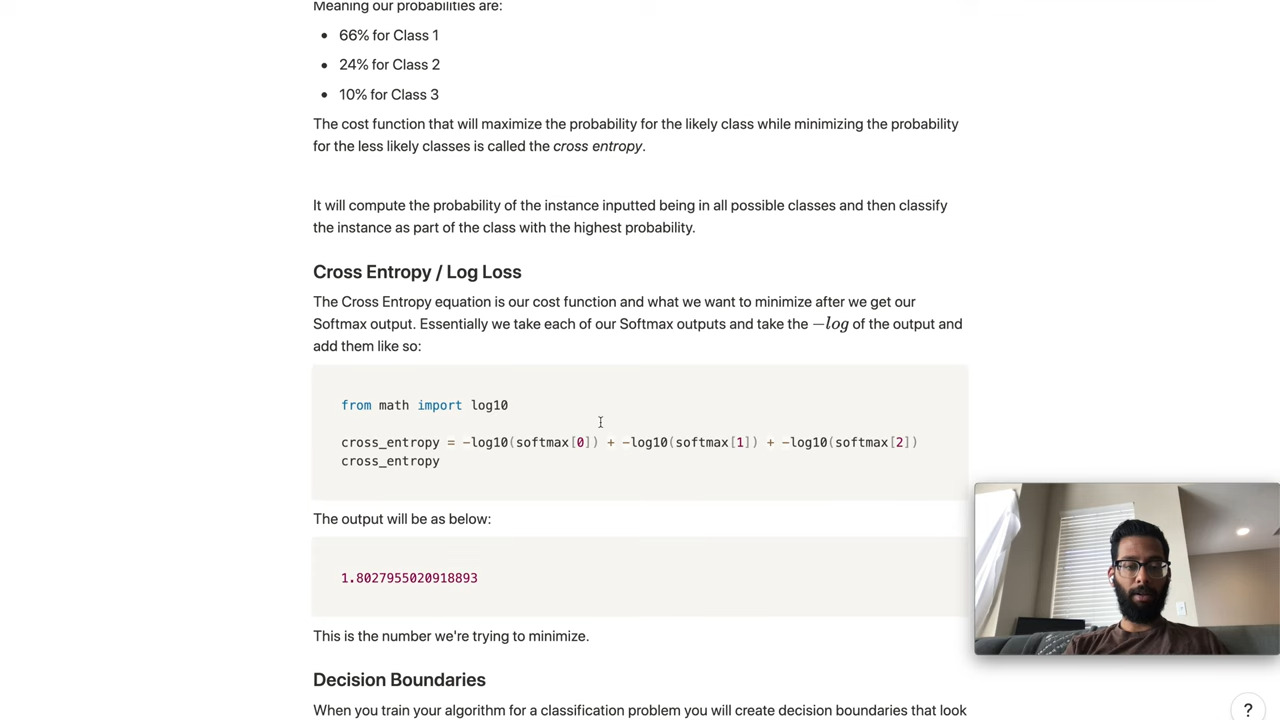 Meaning our probabilities are:
• 66% for Class 1
• 24% for Class 2
• 10% for Class 3
The cost function that will maximize the probability for the likely class while minimizing the probability
for the less likely classes is called the cross entropy.
It will compute the probability of the instance inputted being in all possible classes and then classify
the instance as part of the class with the highest probability.
Cross Entropy / Log Loss
The Cross Entropy equation is our cost function and what we want to minimize after we get our
Softmax output. Essentially we take each of our Softmax outputs and take the −log of the output and
add them like so:
from math import log10
cross_entropy = -log10(softmax[0]) + -log10(softmax[1]) + -log10(softmax[2])
cross_entropy
The output will be as below:
1.8027955020918893
This is the number we're trying to minimize.
Decision Boundaries
When you train your algorithm for a classification problem you will create decision boundaries that look
?